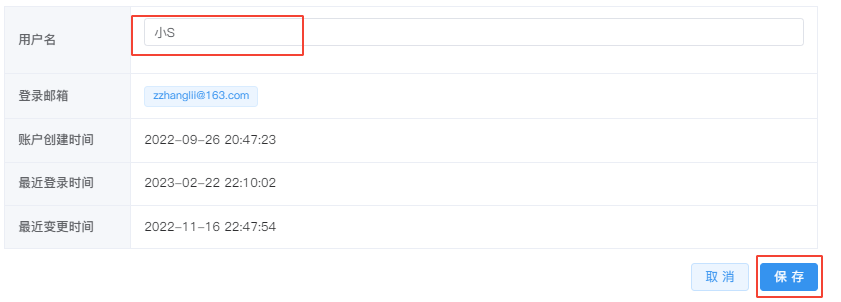 用户名 小S
登录邮箱 zzhanglii@163.com
账户创建时间 2022-09-26 20:47:23
最近登录时间 2023-02-22 22:10:02
最近变更时间 2022-11-16 22:47:54
取 消 保 存